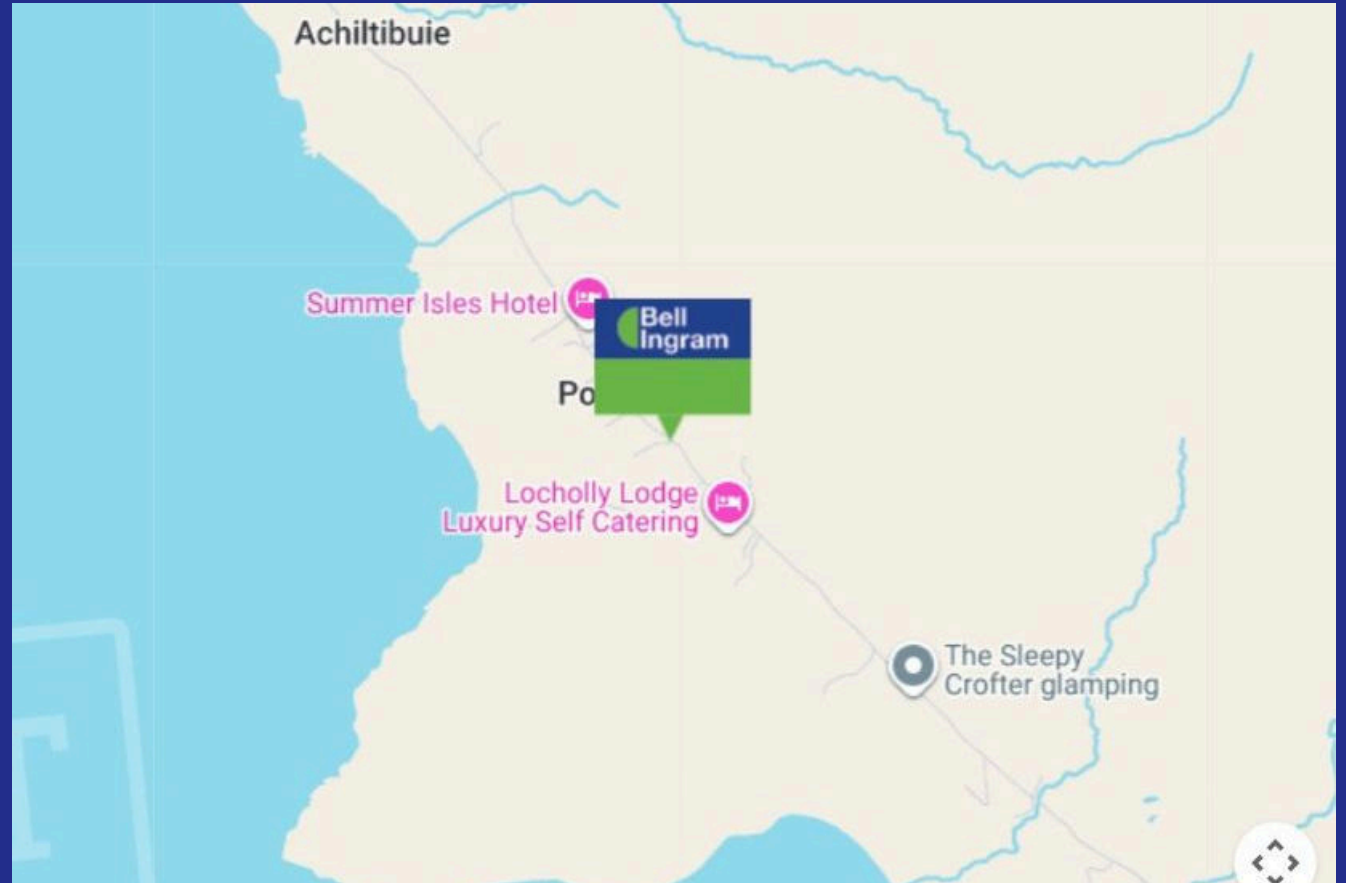 Achiltibuie
Summer Isles Hotel
Bell
Ingram
Po
Locholly Lodge
Luxury Self Catering
The Sleepy
Crofter glamping
T